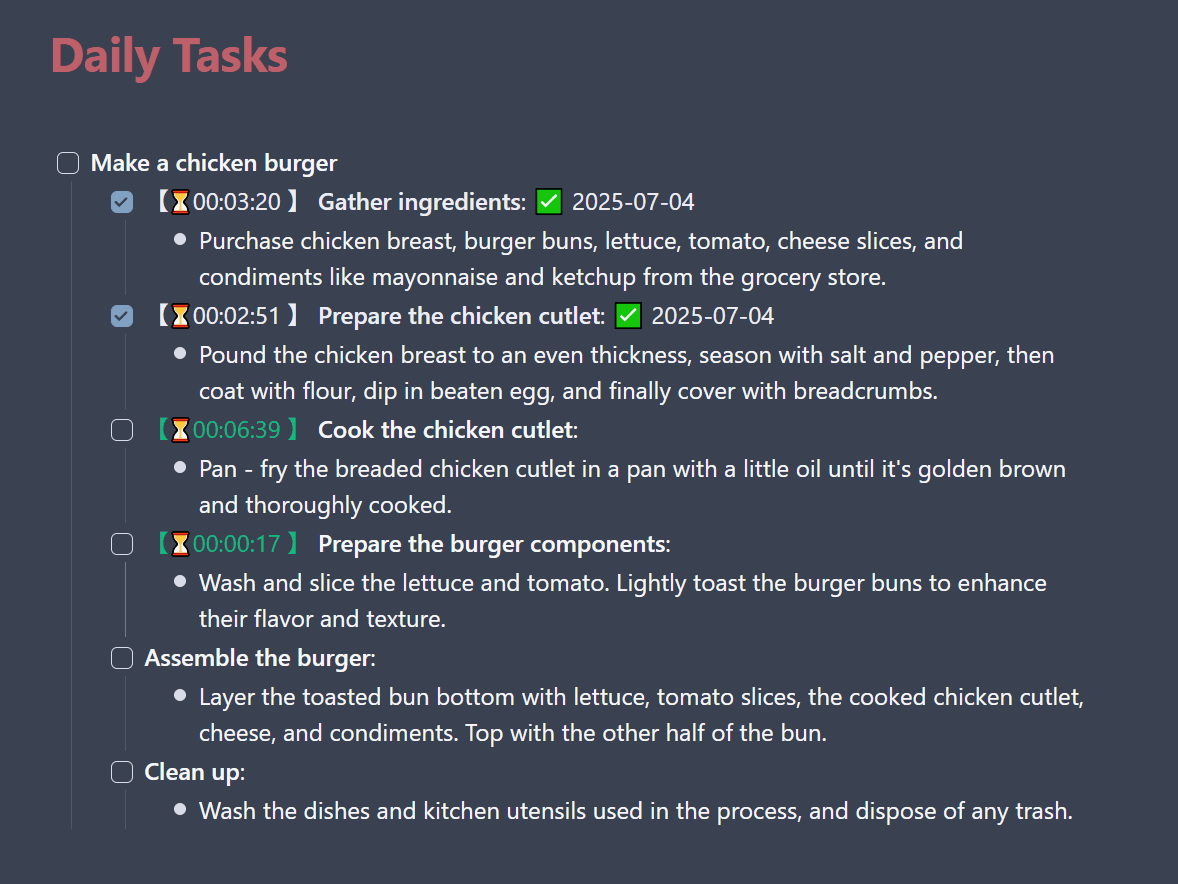 Daily Tasks
Make a chicken burger
【⏳00:03:20 】 Gather ingredients: ✅ 2025-07-04
Purchase chicken breast, burger buns, lettuce, tomato, cheese slices, and
condiments like mayonnaise and ketchup from the grocery store.
【⏳00:02:51 】 Prepare the chicken cutlet: ✅ 2025-07-04
Pound the chicken breast to an even thickness, season with salt and pepper, then
coat with flour, dip in beaten egg, and finally cover with breadcrumbs.
【⏳00:06:39 】 Cook the chicken cutlet:
Pan - fry the breaded chicken cutlet in a pan with a little oil until it's golden brown
and thoroughly cooked.
【⏳00:00:17 】 Prepare the burger components:
Wash and slice the lettuce and tomato. Lightly toast the burger buns to enhance
their flavor and texture.
Assemble the burger:
Layer the toasted bun bottom with lettuce, tomato slices, the cooked chicken cutlet,
cheese, and condiments. Top with the other half of the bun.
Clean up:
Wash the dishes and kitchen utensils used in the process, and dispose of any trash.